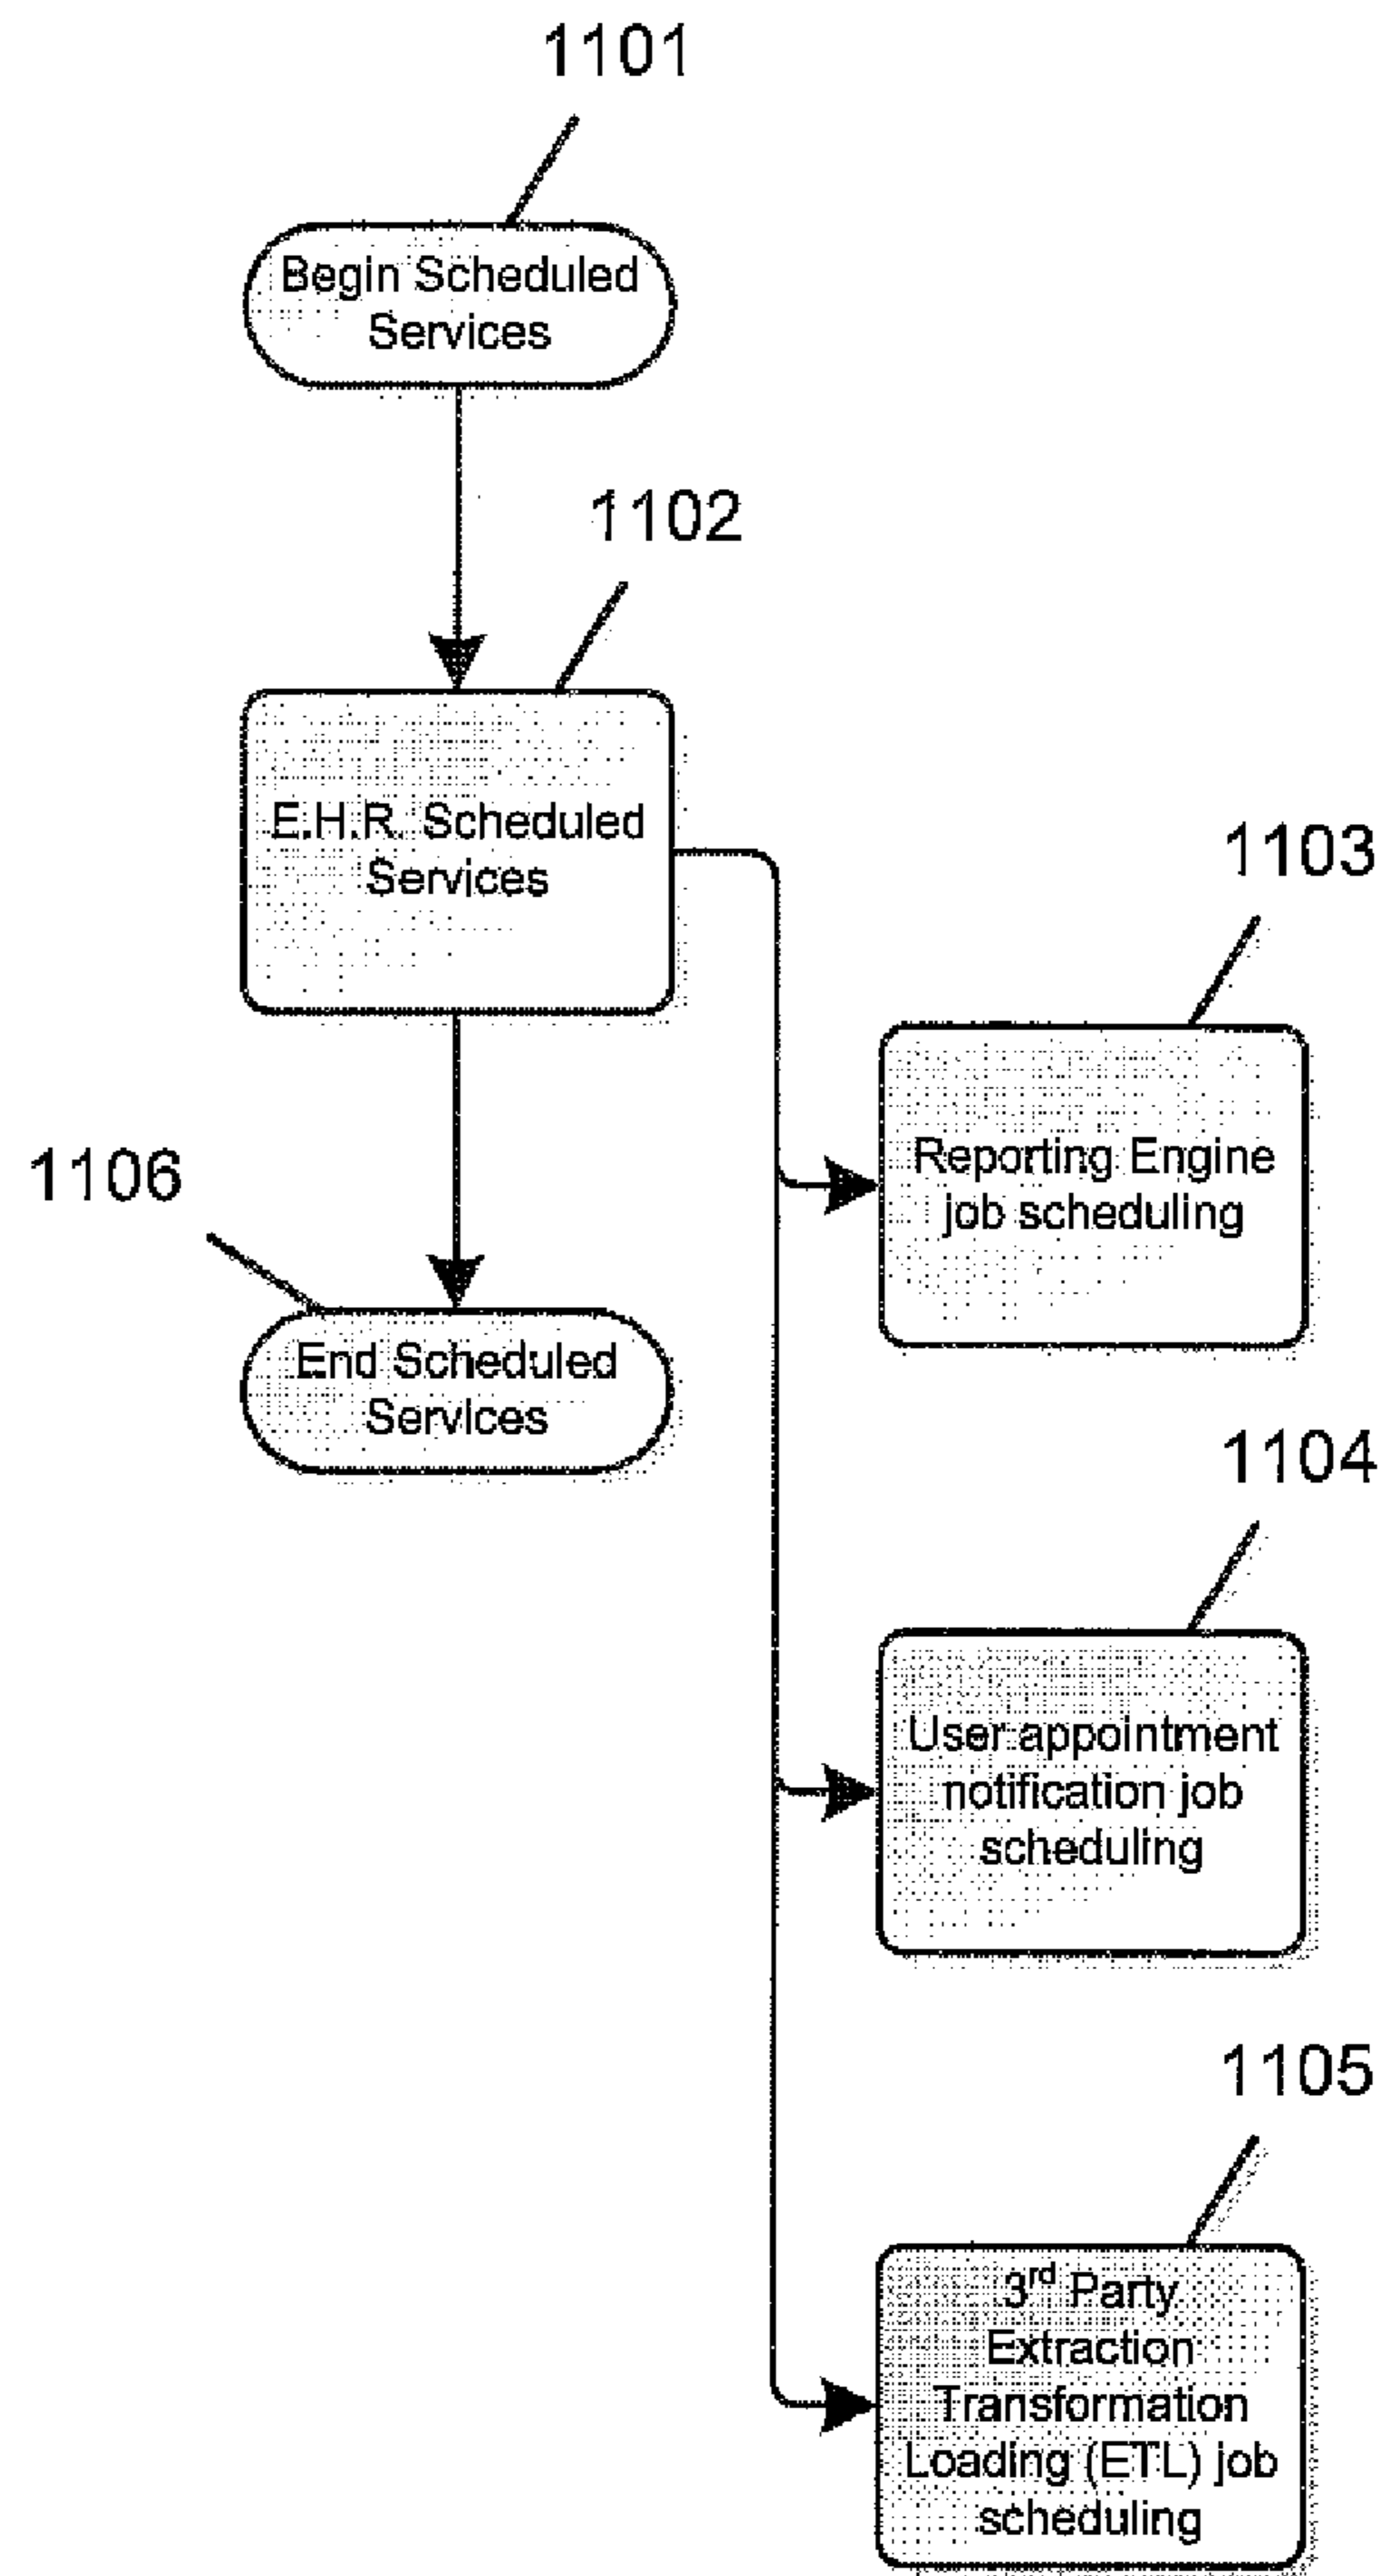 1101
Begin Scheduled
Services
1102
E.H.R. Scheduled
Services
1103
Reporting Engine
job scheduling
1106
End Scheduled
Services
1104
User appointment
notification job
scheduling
1105
3rd Party
Extraction
Transformation
Loading (ETL) job
scheduling